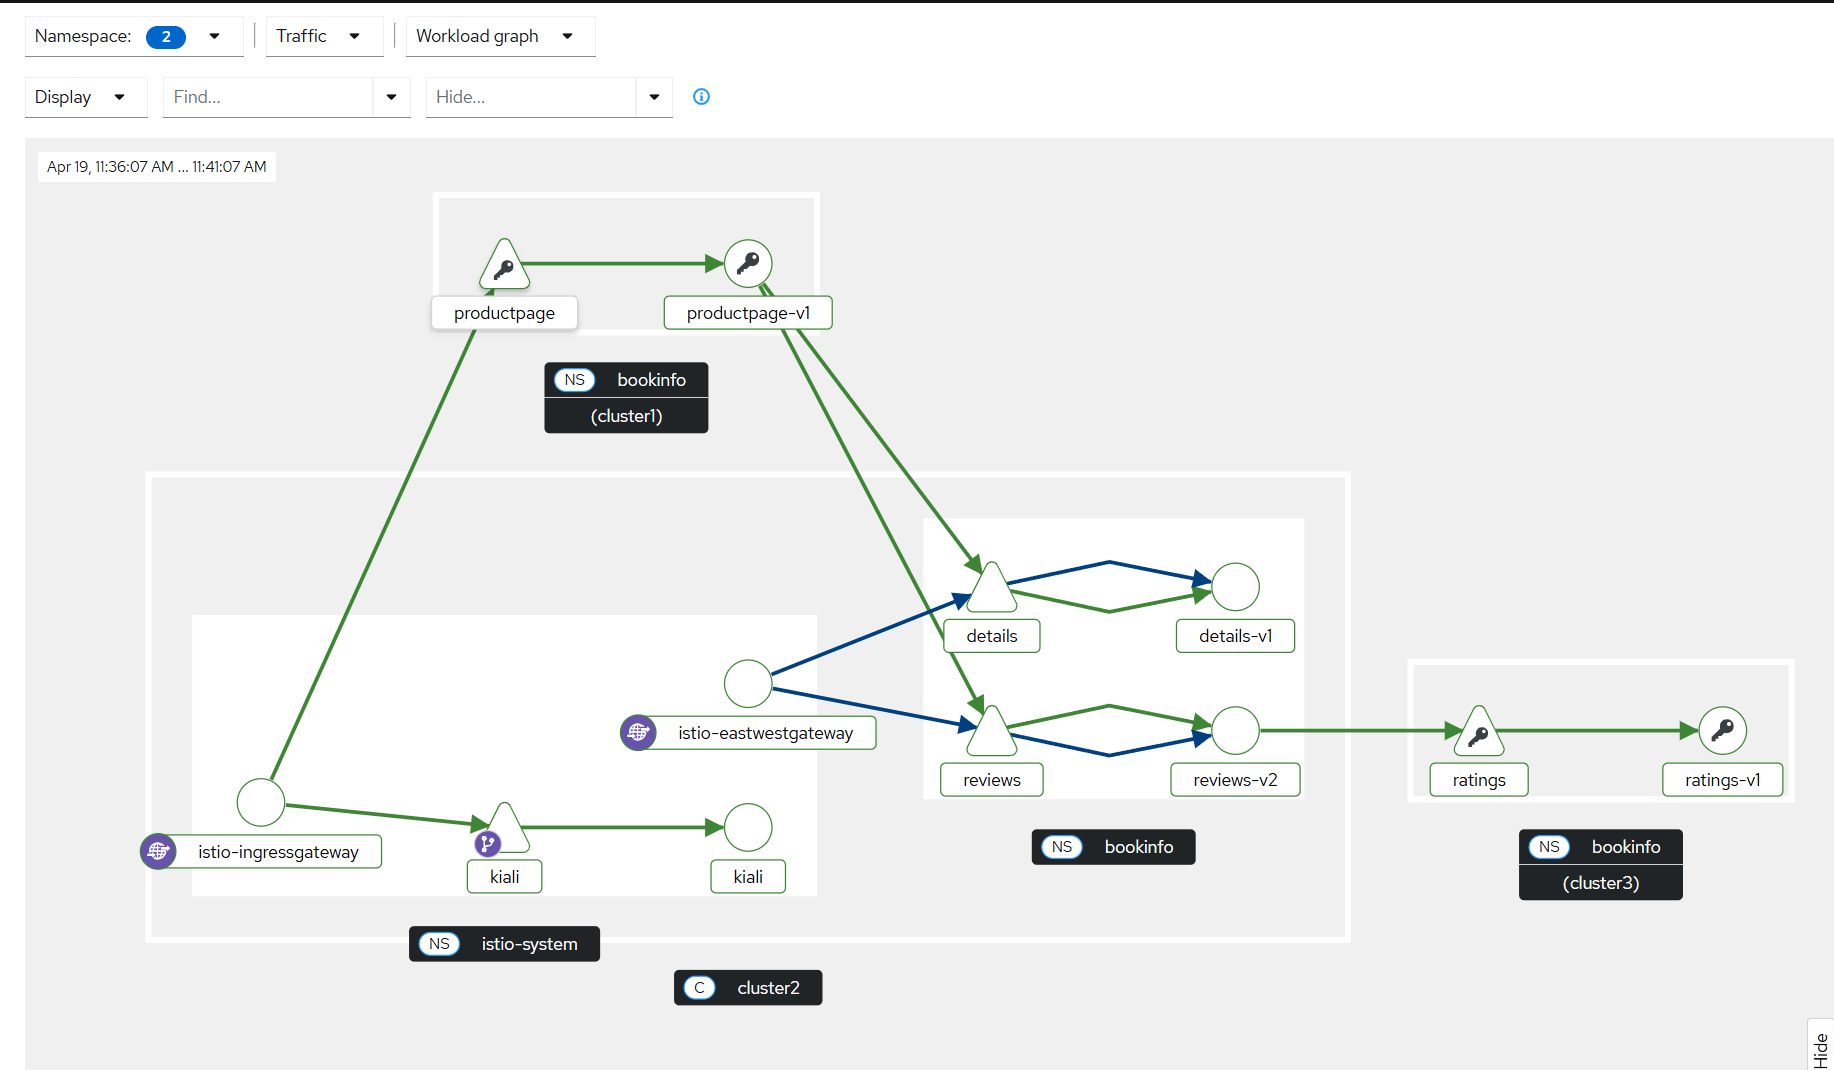 Namespace: 2
Traffic
Workload graph
Display
Find...
Hide...
Apr 19, 11:36:07 AM ... 11:41:07 AM
productpage
productpage-v1
NS bookinfo
(cluster1)
details
details-v1
istio-eastwestgateway
reviews
reviews-v2
ratings
ratings-v1
istio-ingressgateway
kiali
kiali
NS bookinfo
NS bookinfo
(cluster3)
NS istio-system
C cluster2
Hide